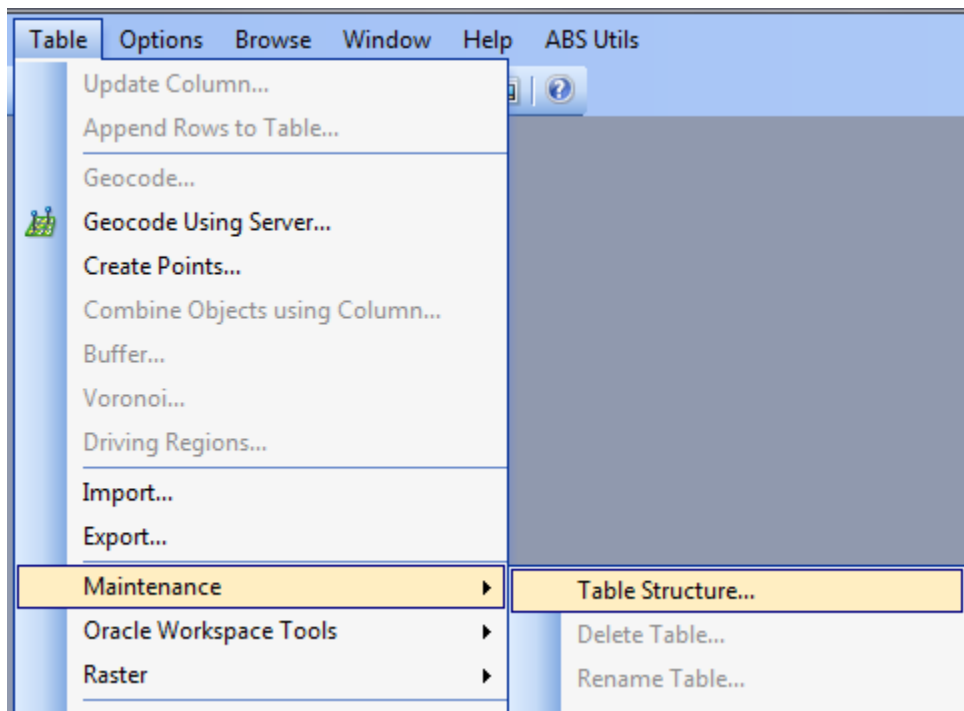 Table Options Browse Window Help ABS Utils
Update Column...
Append Rows to Table...
Geocode...
Geocode Using Server...
Create Points...
Combine Objects using Column...
Buffer...
Voronoi...
Driving Regions...
Import...
Export...
Maintenance
Table Structure...
Oracle Workspace Tools
Delete Table...
Raster
Rename Table...